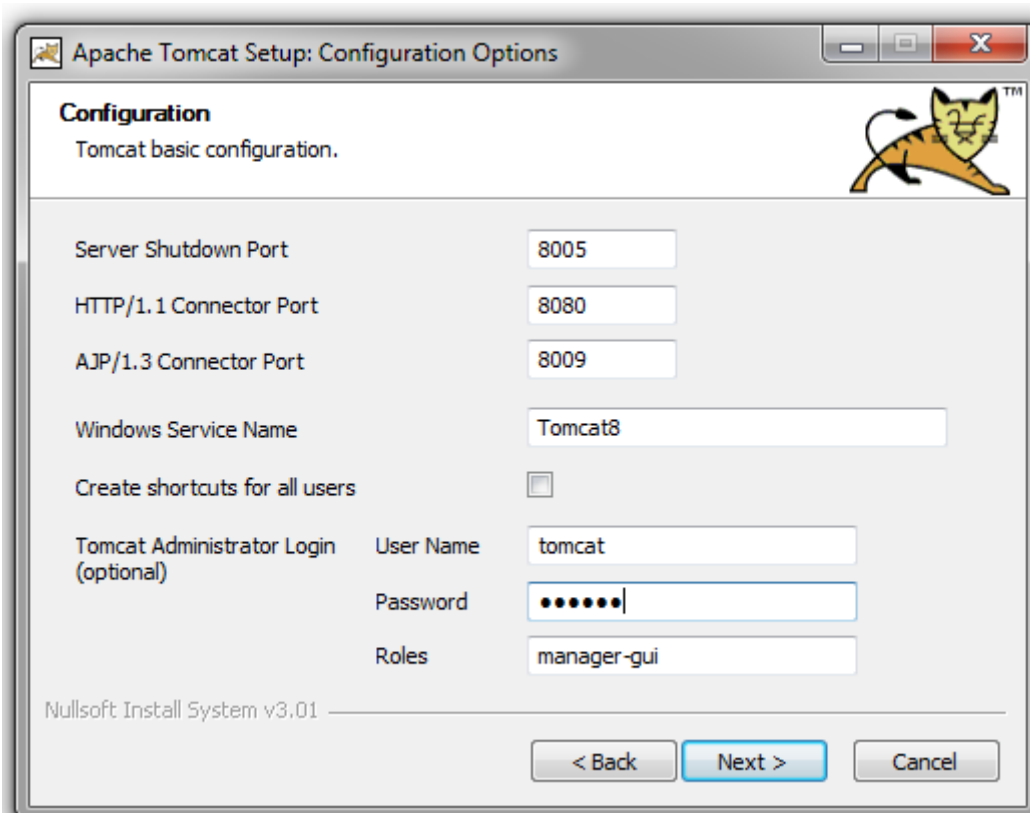 Apache Tomcat Setup: Configuration Options
Configuration
TM
Tomcat basic configuration.
Server Shutdown Port 8005
HTTP/1.1 Connector Port 8080
AJP/1.3 Connector Port 8009
Windows Service Name Tomcat8
Create shortcuts for all users
Tomcat Administrator Login User Name tomcat
(optional)
Password ●●●●●●
Roles manager-gui
Nullsoft Install System v3.01
< Back Next > Cancel